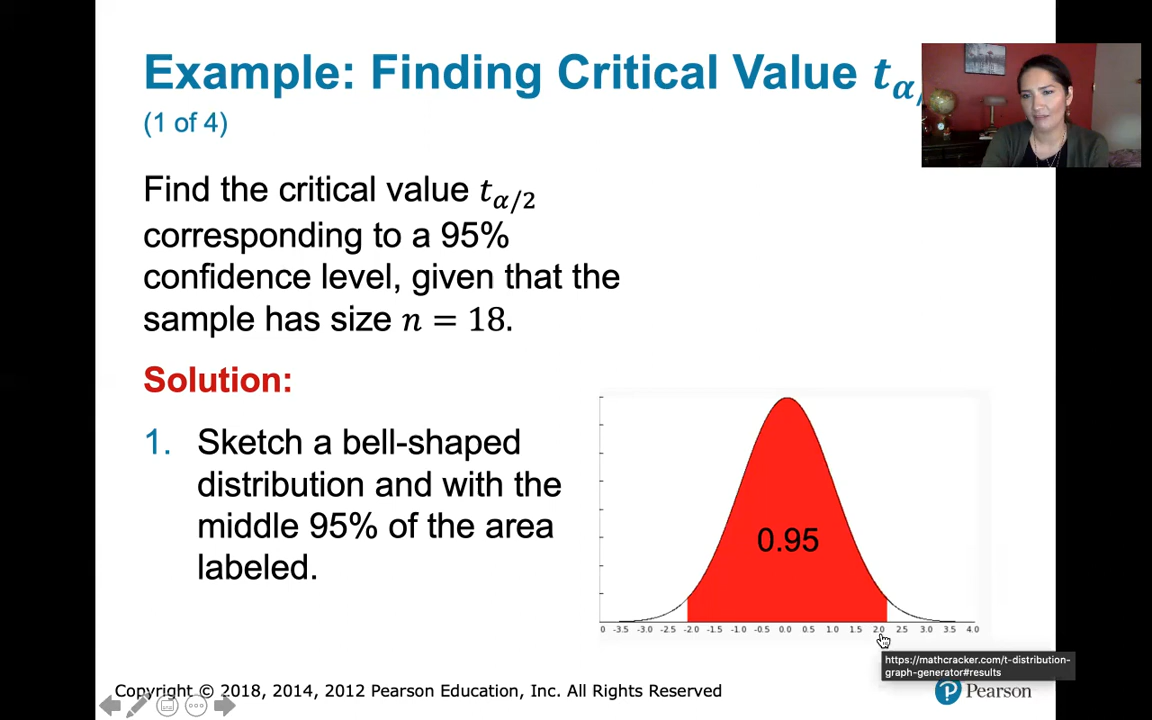 Example: Finding Critical Value tα/
(1 of 4)
Find the critical value tα/2
corresponding to a 95%
confidence level, given that the
sample has size n = 18.
Solution:
1. Sketch a bell-shaped
distribution and with the
middle 95% of the area
labeled.
0.95
0 -3.5 -3.0 -2.5 -2.0 -1.5 -1.0 -0.5 0.0 0.5 1.0 1.5 2.0 2.5 3.0 3.5 4.0
https://mathcracker.com/t-distribution-
graph-generator#results
Copyright © 2018, 2014, 2012 Pearson Education, Inc. All Rights Reserved
P Pearson